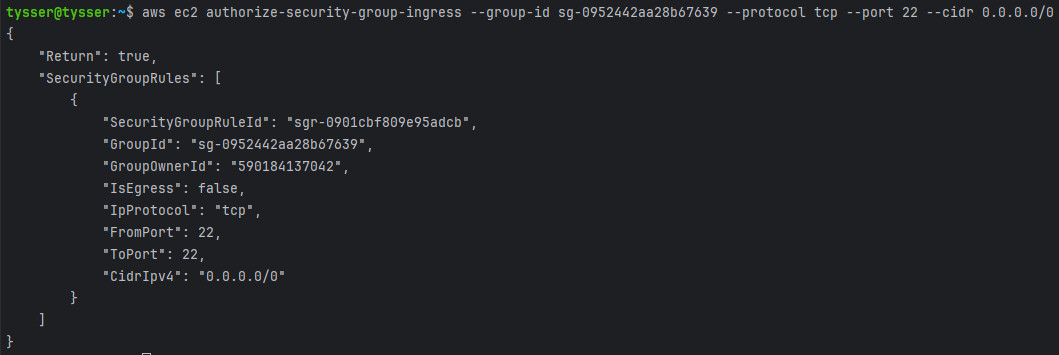 tysser@tysser:~$ aws ec2 authorize-security-group-ingress --group-id sg-0952442aa28b67639 --protocol tcp --port 22 --cidr 0.0.0.0/0
{
    "Return": true,
    "SecurityGroupRules": [
        {
            "SecurityGroupRuleId": "sgr-0901cbf809e95adcb",
            "GroupId": "sg-0952442aa28b67639",
            "GroupOwnerId": "590184137042",
            "IsEgress": false,
            "IpProtocol": "tcp",
            "FromPort": 22,
            "ToPort": 22,
            "CidrIpv4": "0.0.0.0/0"
        }
    ]
}